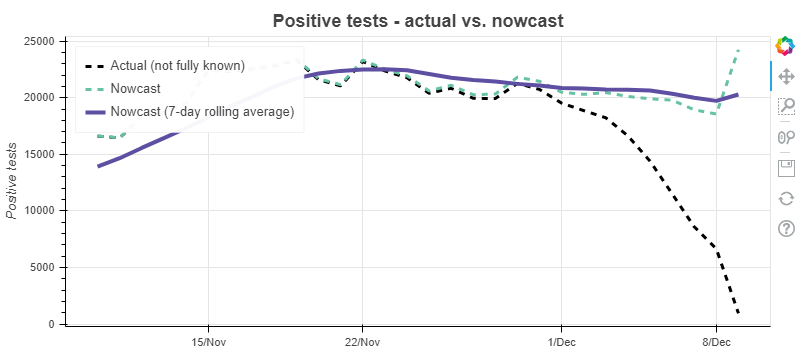 Positive tests - actual vs. nowcast
25000
20000
15000
10000
5000
0
Positive tests
Actual (not fully known)
Nowcast
Nowcast (7-day rolling average)
15/Nov
22/Nov
1/Dec
8/Dec